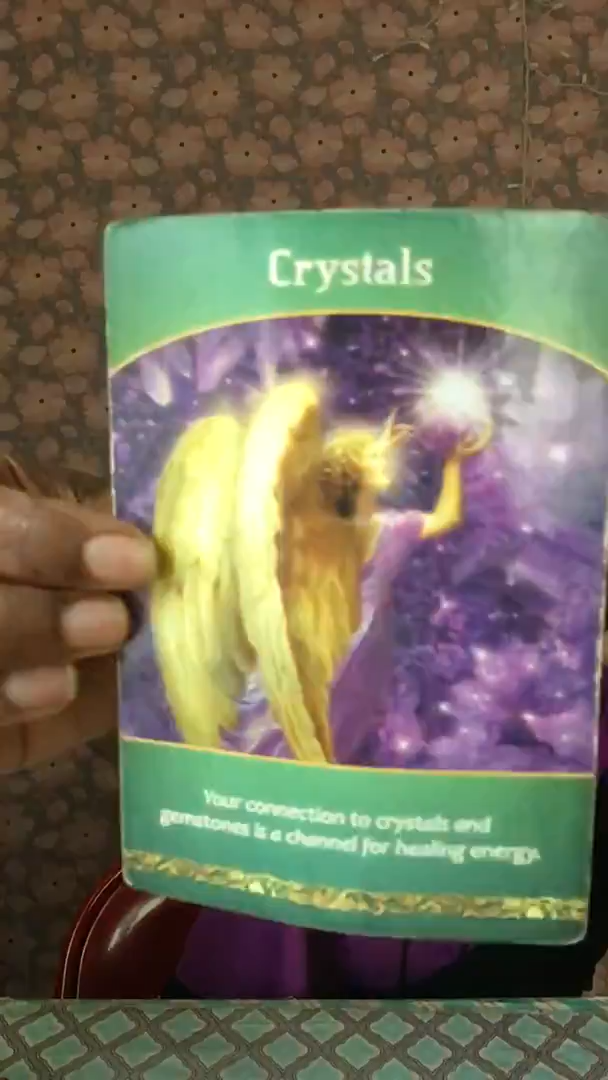 Crystals
Your connection to crystals and
gemstones is a channel for healing energy.